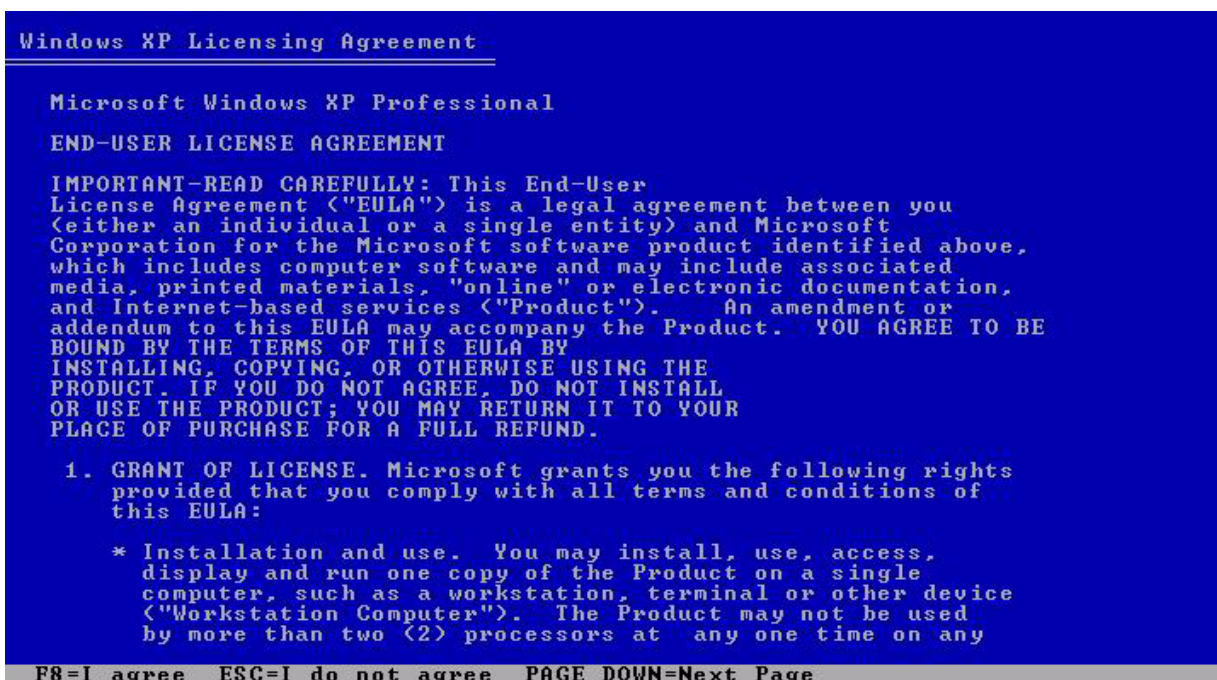 Windows XP Licensing Agreement
Microsoft Windows XP Professional
END-USER LICENSE AGREEMENT
IMPORTANT-READ CAREFULLY: This End-User
License Agreement ("EULA") is a legal agreement between you
(either an individual or a single entity) and Microsoft
Corporation for the Microsoft software product identified above,
which includes computer software and may include associated
media, printed materials, "online" or electronic documentation,
and Internet-based services ("Product").   An amendment or
addendum to this EULA may accompany the Product.  YOU AGREE TO BE
BOUND BY THE TERMS OF THIS EULA BY
INSTALLING, COPYING, OR OTHERWISE USING THE
PRODUCT. IF YOU DO NOT AGREE, DO NOT INSTALL
OR USE THE PRODUCT; YOU MAY RETURN IT TO YOUR
PLACE OF PURCHASE FOR A FULL REFUND.
1. GRANT OF LICENSE. Microsoft grants you the following rights
provided that you comply with all terms and conditions of
this EULA:
* Installation and use.  You may install, use, access,
display and run one copy of the Product on a single
computer, such as a workstation, terminal or other device
("Workstation Computer").  The Product may not be used
by more than two (2) processors at  any one time on any
F8=I agree  ESC=I do not agree  PAGE DOWN=Next Page